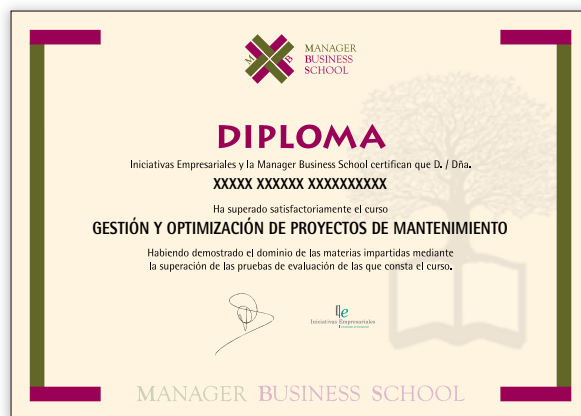 M B
MANAGER
BUSINESS
SCHOOL
DIPLOMA
Iniciativas Empresariales y la Manager Business School certifican que D. / Dña.
XXXXX XXXXXX XXXXXXXXXX
Ha superado satisfactoriamente el curso
GESTIÓN Y OPTIMIZACIÓN DE PROYECTOS DE MANTENIMIENTO
Habiendo demostrado el dominio de las materias impartidas mediante
la superación de las pruebas de evaluación de las que consta el curso.
Iniciativas Empresariales
MANAGER BUSINESS SCHOOL